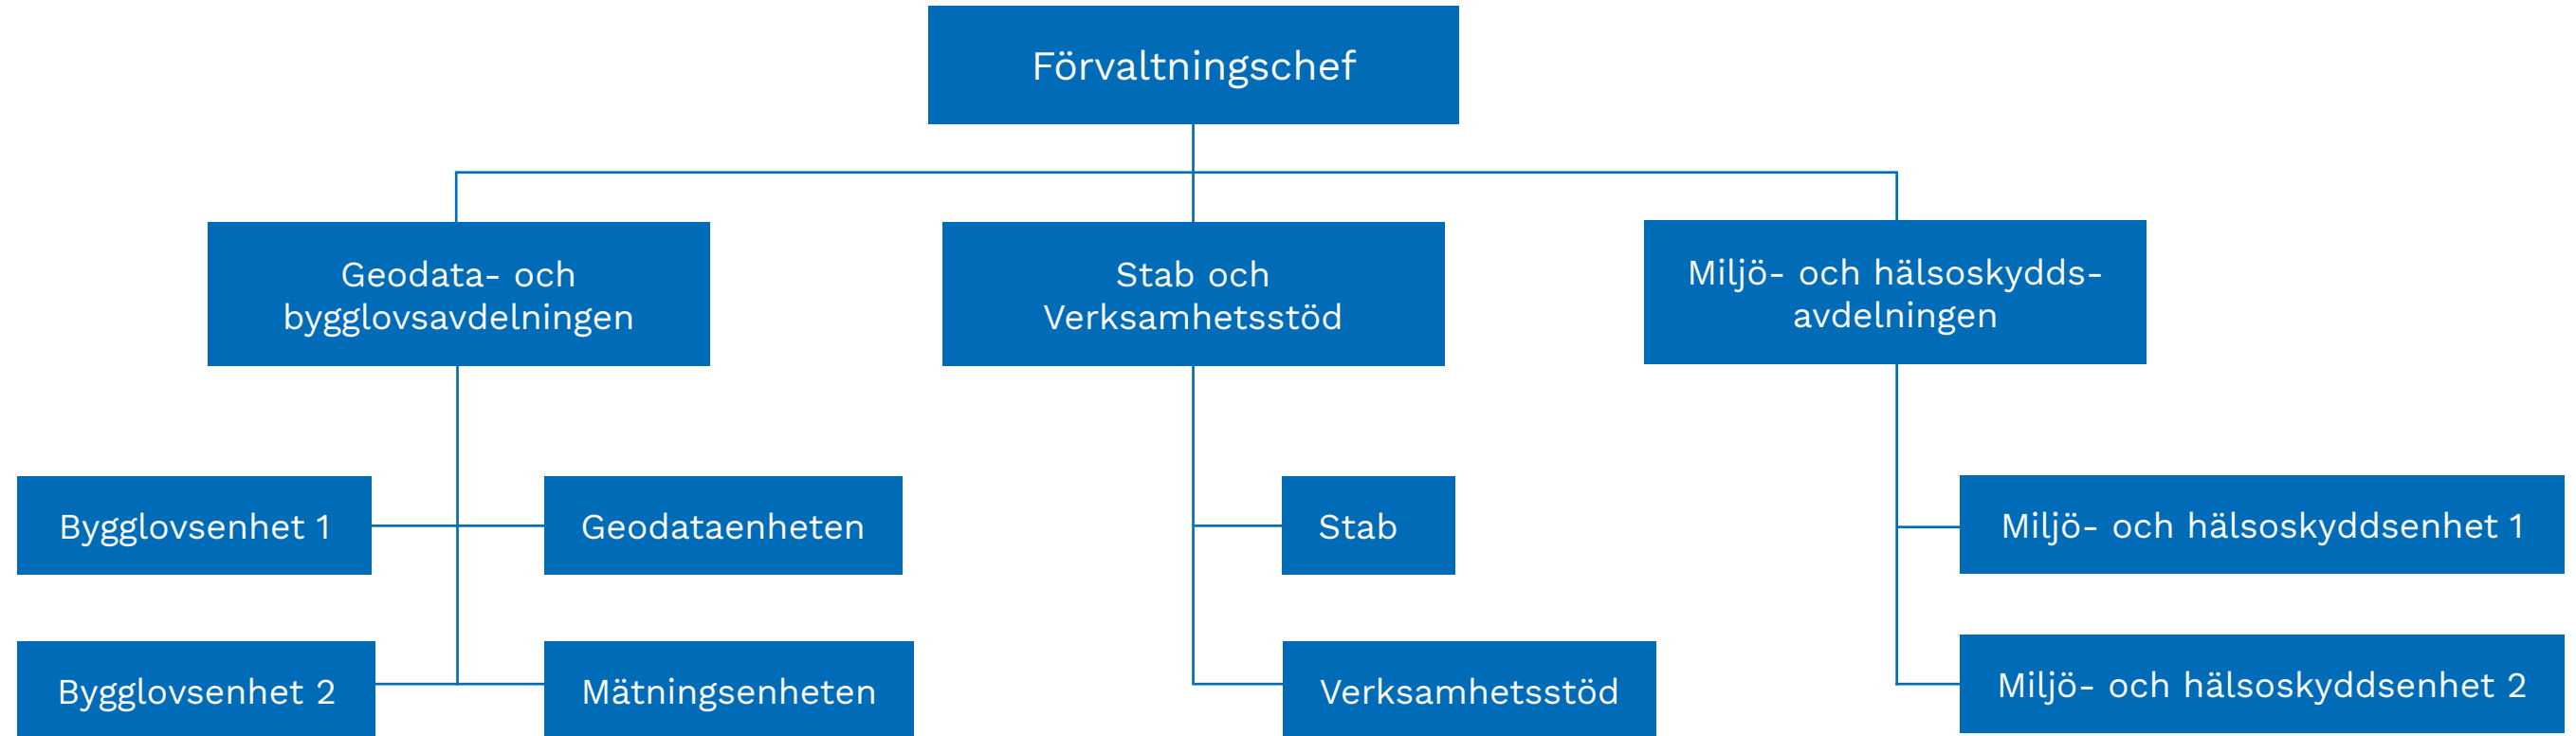 Förvaltningschef
Geodata- och
bygglovsavdelningen
Stab och
Verksamhetsstöd
Miljö- och hälsoskydds-
avdelningen
Bygglovsenhet 1
Geodataenheten
Stab
Miljö- och hälsoskyddsenhet 1
Bygglovsenhet 2
Mätningsenheten
Verksamhetsstöd
Miljö- och hälsoskyddsenhet 2